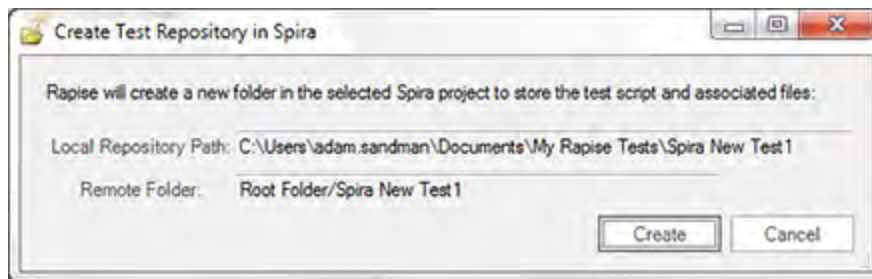 Create Test Repository in Spira
Rapise will create a new folder in the selected Spira project to store the test script and associated files:
Local Repository Path: C:\Users\adam.sandman\Documents\My Rapise Tests\Spira New Test1
Remote Folder: Root Folder/Spira New Test1
Create Cancel